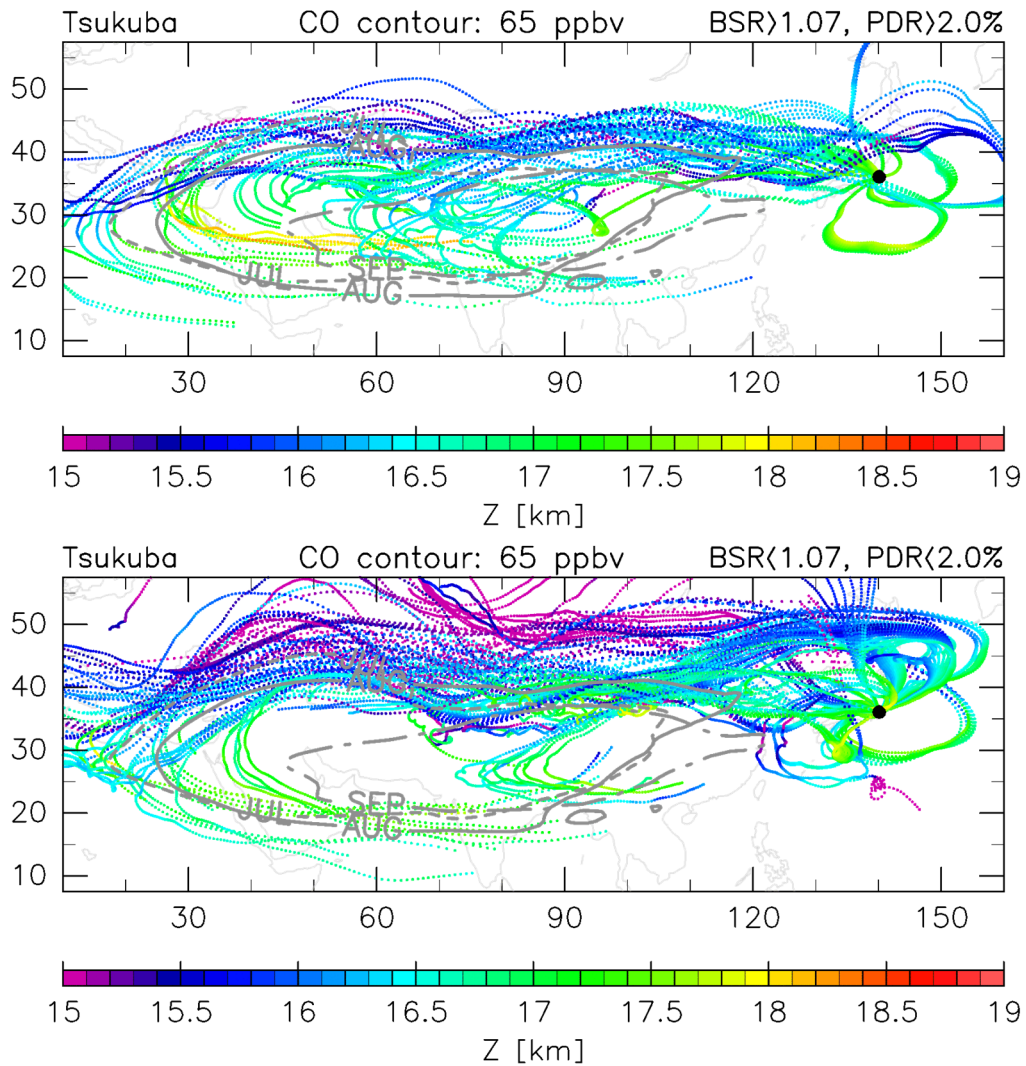 Tsukuba CO contour: 65 ppbv BSR>1.07, PDR>2.0%
50
40
30
20
10
JUL
AUG
JUL
SEP
AUG
30 60 90 120 150
15 15.5 16 16.5 17 17.5 18 18.5 19
Z [km]
Tsukuba CO contour: 65 ppbv BSR<1.07, PDR<2.0%
50
40
30
20
10
JUL
AUG
JUL
SEP
AUG
30 60 90 120 150
15 15.5 16 16.5 17 17.5 18 18.5 19
Z [km]